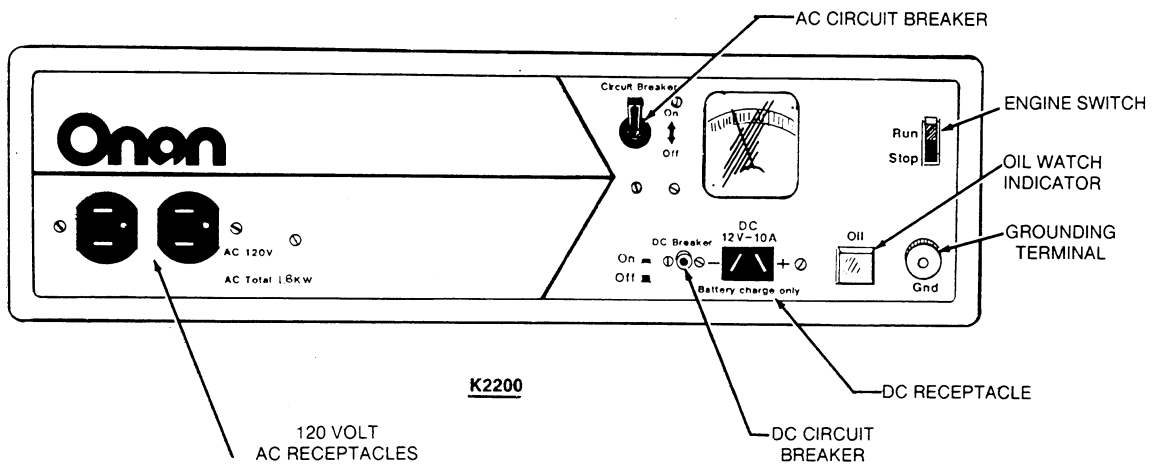 AC CIRCUIT BREAKER
Circuit Breaker
On
Off
ENGINE SWITCH
Run
Stop
OIL WATCH
INDICATOR
Onan
AC 120V
AC Total 1.8KW
DC
12V-10A
DC Breaker
On
Off
- +
Battery charge only
Oil
GROUNDING
TERMINAL
Gnd
K2200
DC RECEPTACLE
120 VOLT
AC RECEPTACLES
DC CIRCUIT
BREAKER